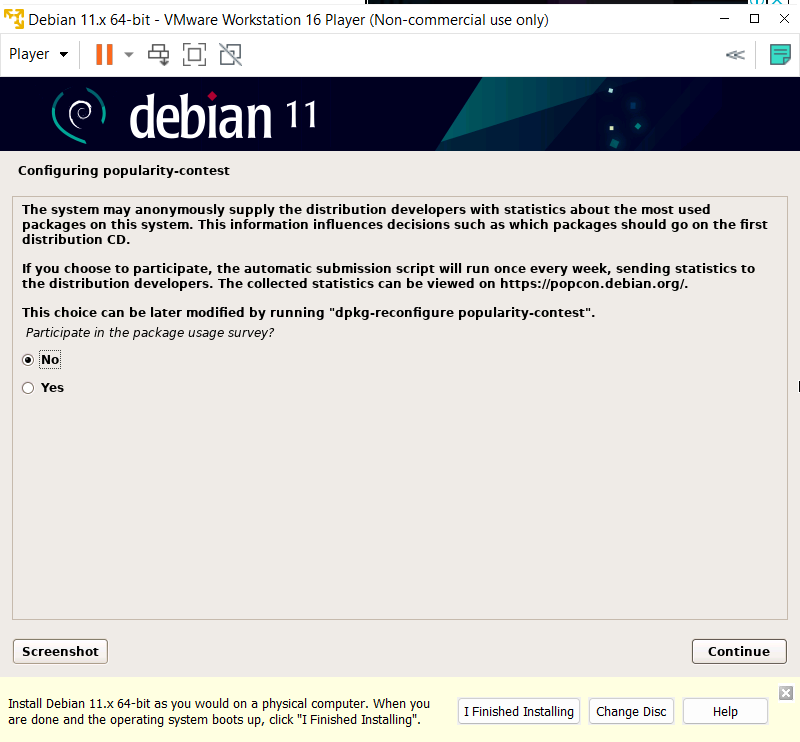 Debian 11.x 64-bit - VMware Workstation 16 Player (Non-commercial use only)
Player
debian 11
Configuring popularity-contest
The system may anonymously supply the distribution developers with statistics about the most used
packages on this system. This information influences decisions such as which packages should go on the first
distribution CD.
If you choose to participate, the automatic submission script will run once every week, sending statistics to
the distribution developers. The collected statistics can be viewed on https://popcon.debian.org/.
This choice can be later modified by running "dpkg-reconfigure popularity-contest".
Participate in the package usage survey?
No
Yes
Screenshot
Continue
Install Debian 11.x 64-bit as you would on a physical computer. When you
are done and the operating system boots up, click "I Finished Installing".
I Finished Installing
Change Disc
Help